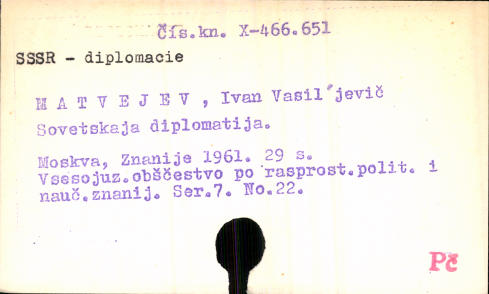 Čís.kn. X-466.651
SSSR - diplomacie
M A T V E J E V , Ivan Vasil'jevič
Sovetskaja diplomatija.
Moskva, Znanije 1961. 29 s.
Vsesojuz.obščestvo po rasprost.polit. i
nauč.znanij. Ser.7. No.22.
Pč